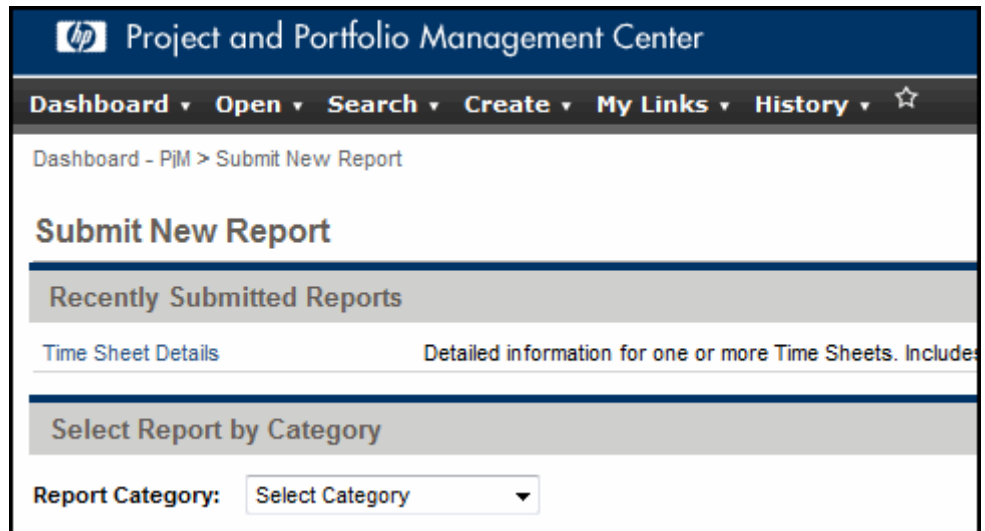 hp Project and Portfolio Management Center
Dashboard Open Search Create My Links History
Dashboard - PjM > Submit New Report
Submit New Report
Recently Submitted Reports
Time Sheet Details Detailed information for one or more Time Sheets. Includes
Select Report by Category
Report Category: Select Category